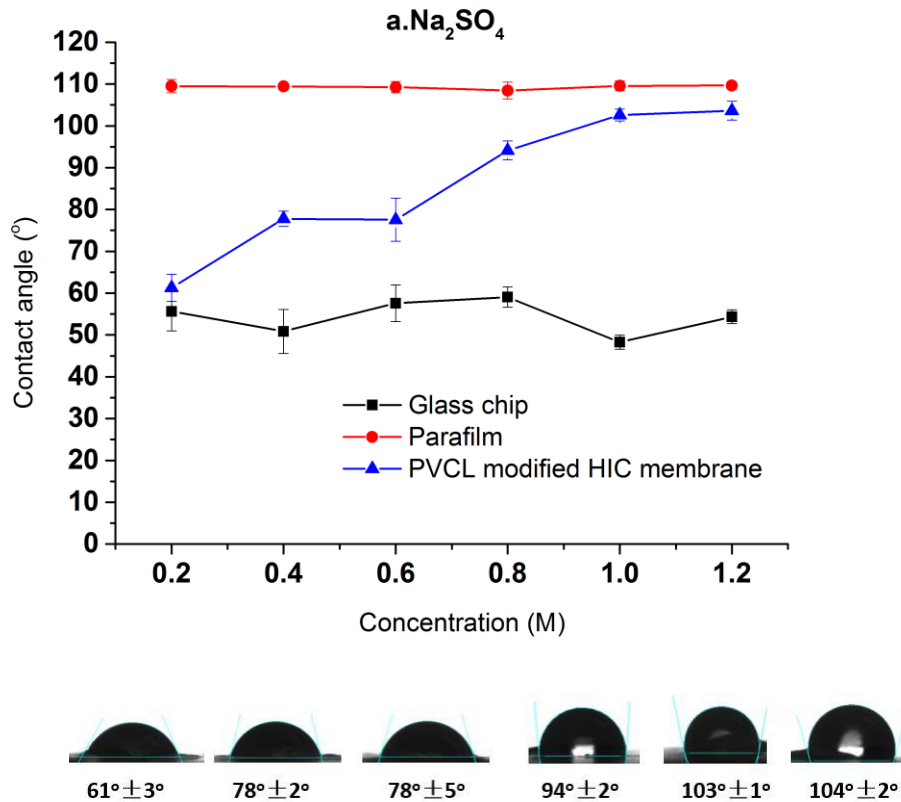 a.Na₂SO₄
120
110
100
90
80
70
60
50
40
30
20
10
0
Contact angle (°)
Glass chip
Parafilm
PVCL modified HIC membrane
0.2 0.4 0.6 0.8 1.0 1.2
Concentration (M)
61°±3° 78°±2° 78°±5° 94°±2° 103°±1° 104°±2°